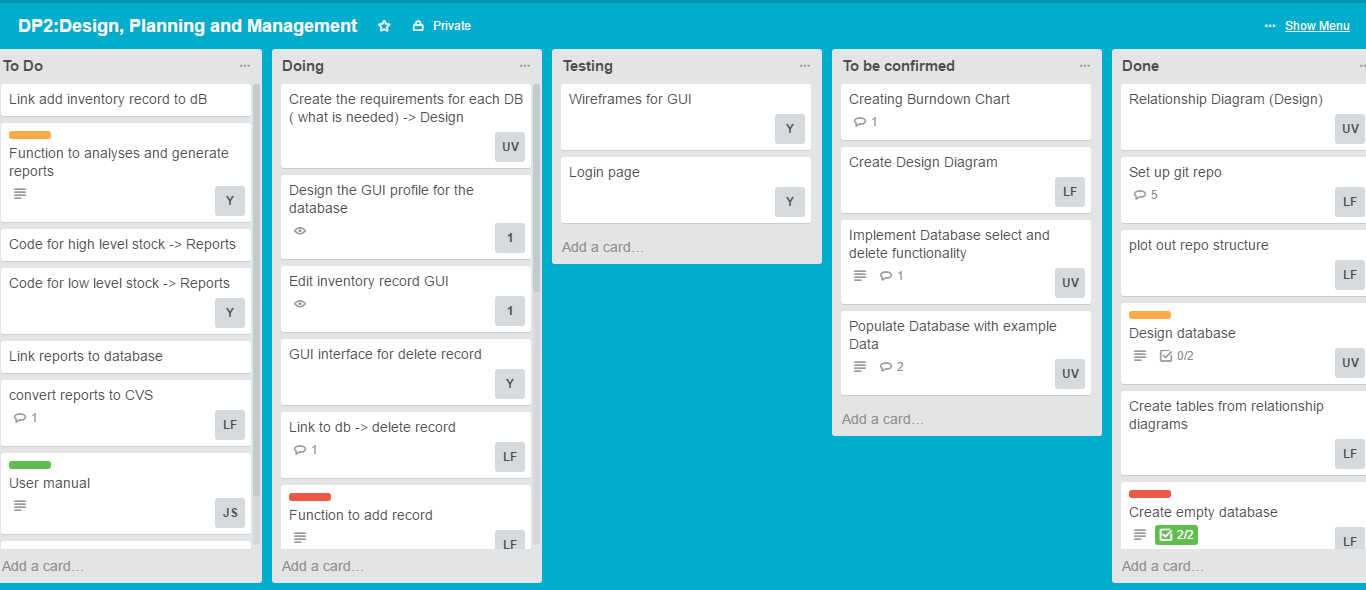 DP2:Design, Planning and Management
Private
Show Menu
To Do
Link add inventory record to dB
Function to analyses and generate
reports
Y
Code for high level stock -> Reports
Code for low level stock -> Reports
Y
Link reports to database
convert reports to CVS
1
LF
User manual
JS
Add a card…
Doing
Create the requirements for each DB
( what is needed) -> Design
UV
Design the GUI profile for the
database
1
Edit inventory record GUI
1
GUI interface for delete record
Y
Link to db -> delete record
1
LF
Function to add record
LF
Add a card…
Testing
Wireframes for GUI
Y
Login page
Y
Add a card…
To be confirmed
Creating Burndown Chart
1
Create Design Diagram
LF
Implement Database select and
delete functionality
1
UV
Populate Database with example
Data
2
UV
Add a card…
Done
Relationship Diagram (Design)
UV
Set up git repo
5
LF
plot out repo structure
LF
Design database
0/2
UV
Create tables from relationship
diagrams
LF
Create empty database
2/2
LF
Add a card…